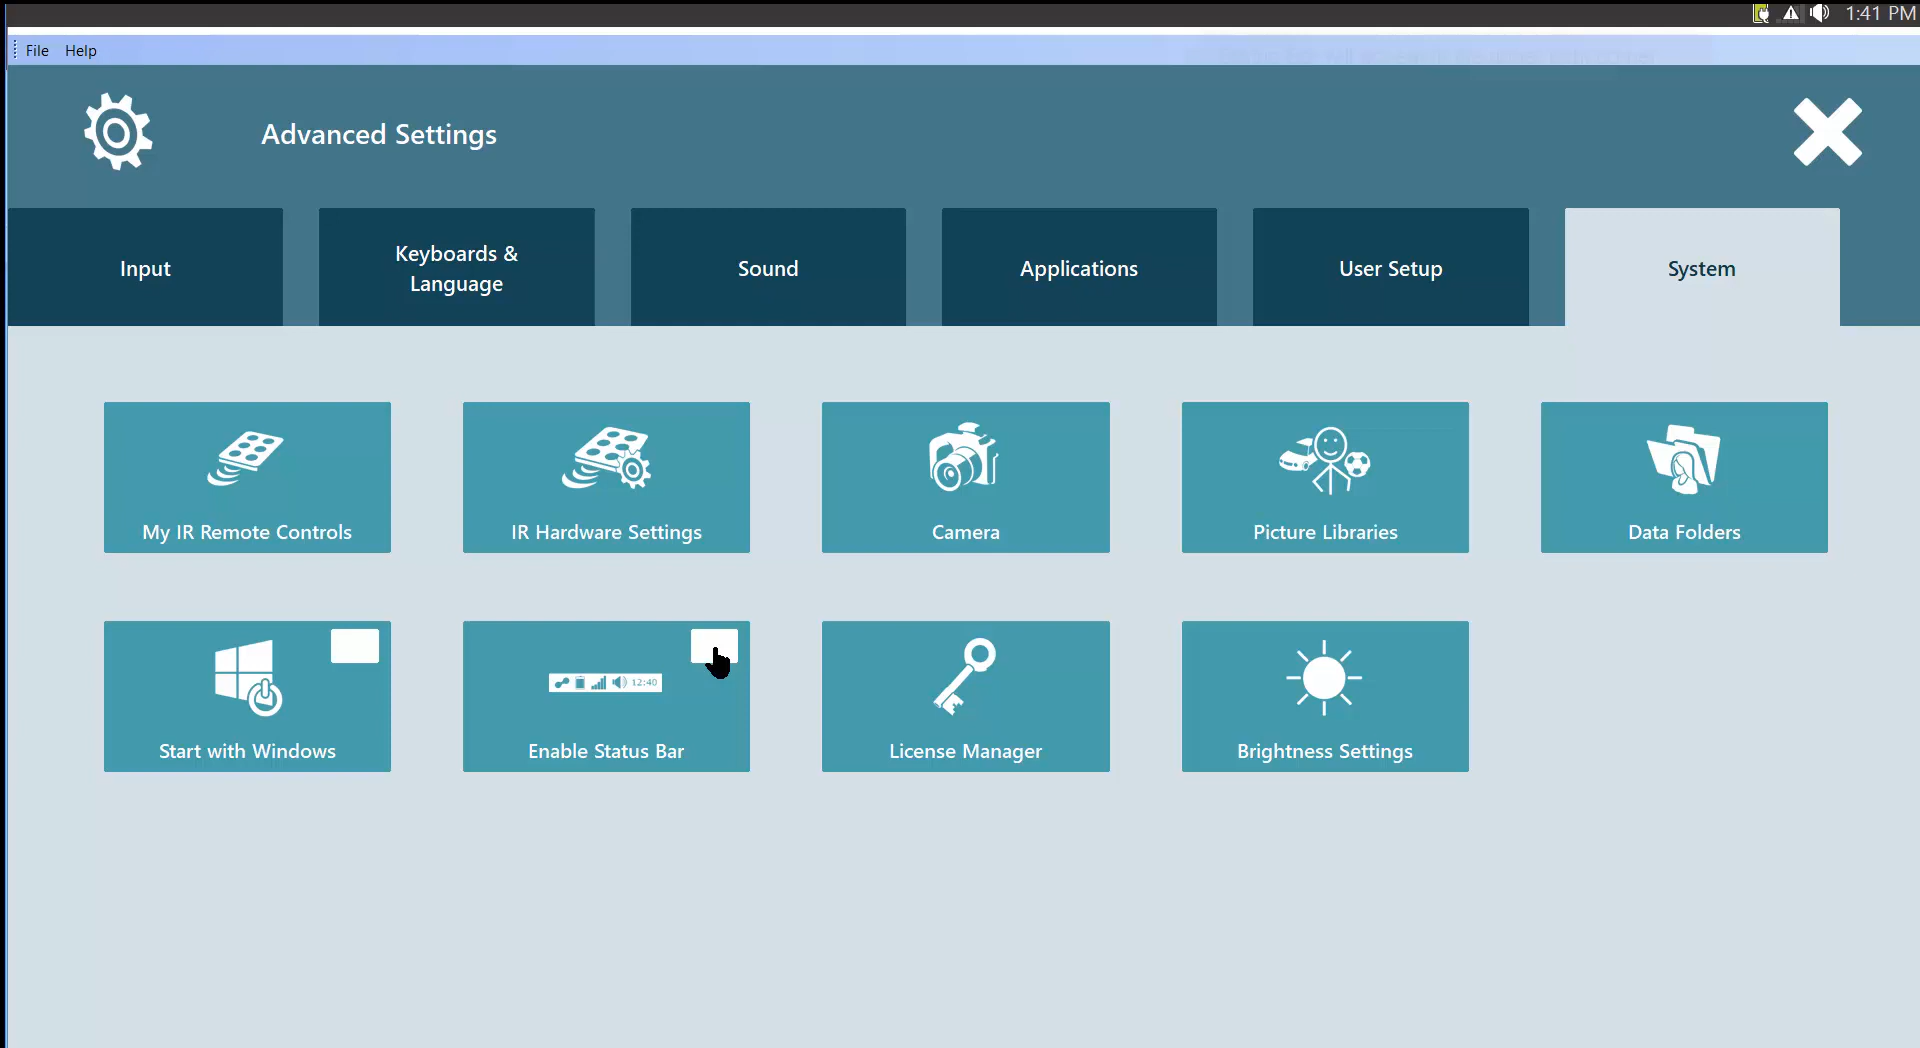 1:41 PM
File Help
Advanced Settings
Input
Keyboards &
Language
Sound
Applications
User Setup
System
My IR Remote Controls
IR Hardware Settings
Camera
Picture Libraries
Data Folders
12:40
Start with Windows
Enable Status Bar
License Manager
Brightness Settings